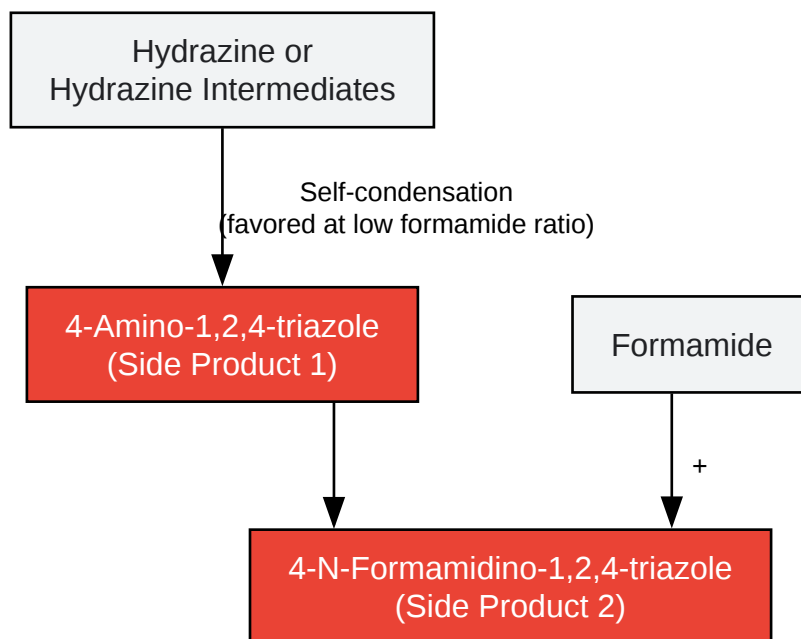 Hydrazine or
Hydrazine Intermediates
Self-condensation
(favored at low formamide ratio)
4-Amino-1,2,4-triazole
(Side Product 1)
Formamide
+
4-N-Formamidino-1,2,4-triazole
(Side Product 2)